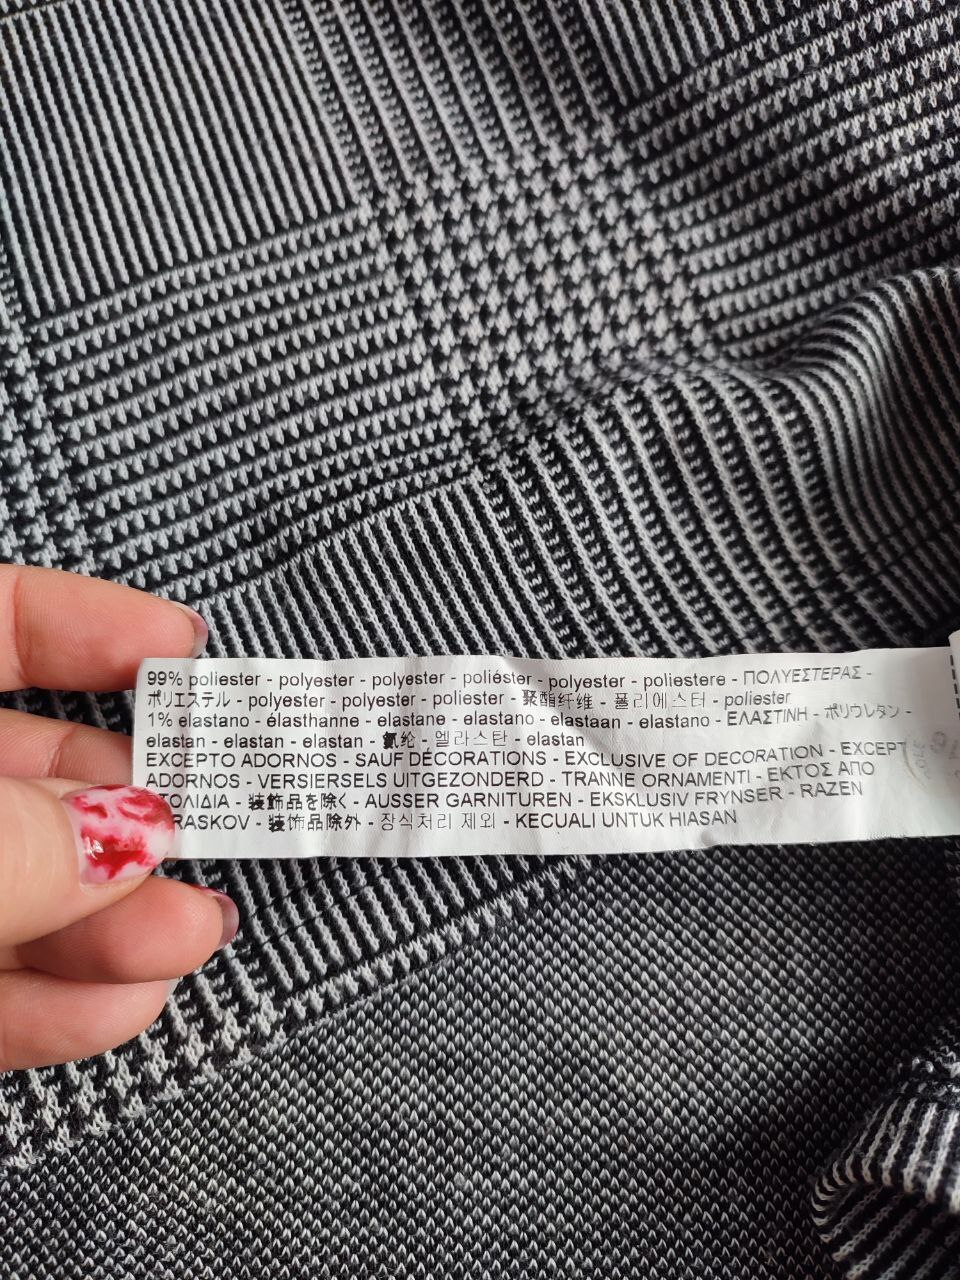 99% poliester - polyester - polyester - poliéster - polyester - poliestere - ΠΟΛΥΕΣΤΕΡΑΣ -
ポリエステル - polyester - polyester - poliester - 聚酯纤维 - 폴리에스터 - poliester
1% elastano - élasthanne - elastane - elastano - elastaan - elastano - ΕΛΑΣΤΙΝΗ - ポリウレタン -
elastan - elastan - elastan - 氨纶 - 엘라스탄 - elastan
EXCEPTO ADORNOS - SAUF DÉCORATIONS - EXCLUSIVE OF DECORATION - EXCEPT
ADORNOS - VERSIERSELS UITGEZONDERD - TRANNE ORNAMENTI - ΕΚΤΟΣ ΑΠΟ
ΤΟΛΙΔΙΑ - 装飾品を除く - AUSSER GARNITUREN - EKSKLUSIV FRYNSER - RAZEN
RASKOV - 装饰品除外 - 장식처리 제외 - KECUALI UNTUK HIASAN